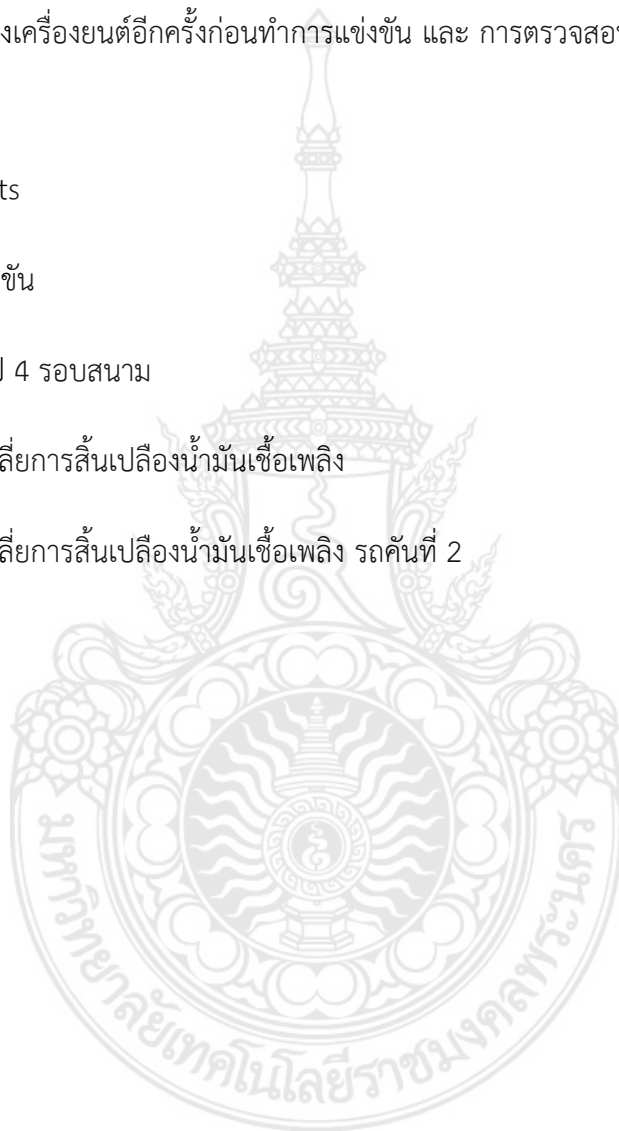 งเครื่องยนต์อีกครั้งก่อนทำการแข่งขัน และ การตรวจสอบ
ts
ขัน
4 รอบสนาม
ลี่ยการสิ้นเปลืองน้ำมันเชื้อเพลิง
ลี่ยการสิ้นเปลืองน้ำมันเชื้อเพลิง รถคันที่ 2
มหาวิทยาลัยเทคโนโลยีราชมงคลพระนคร